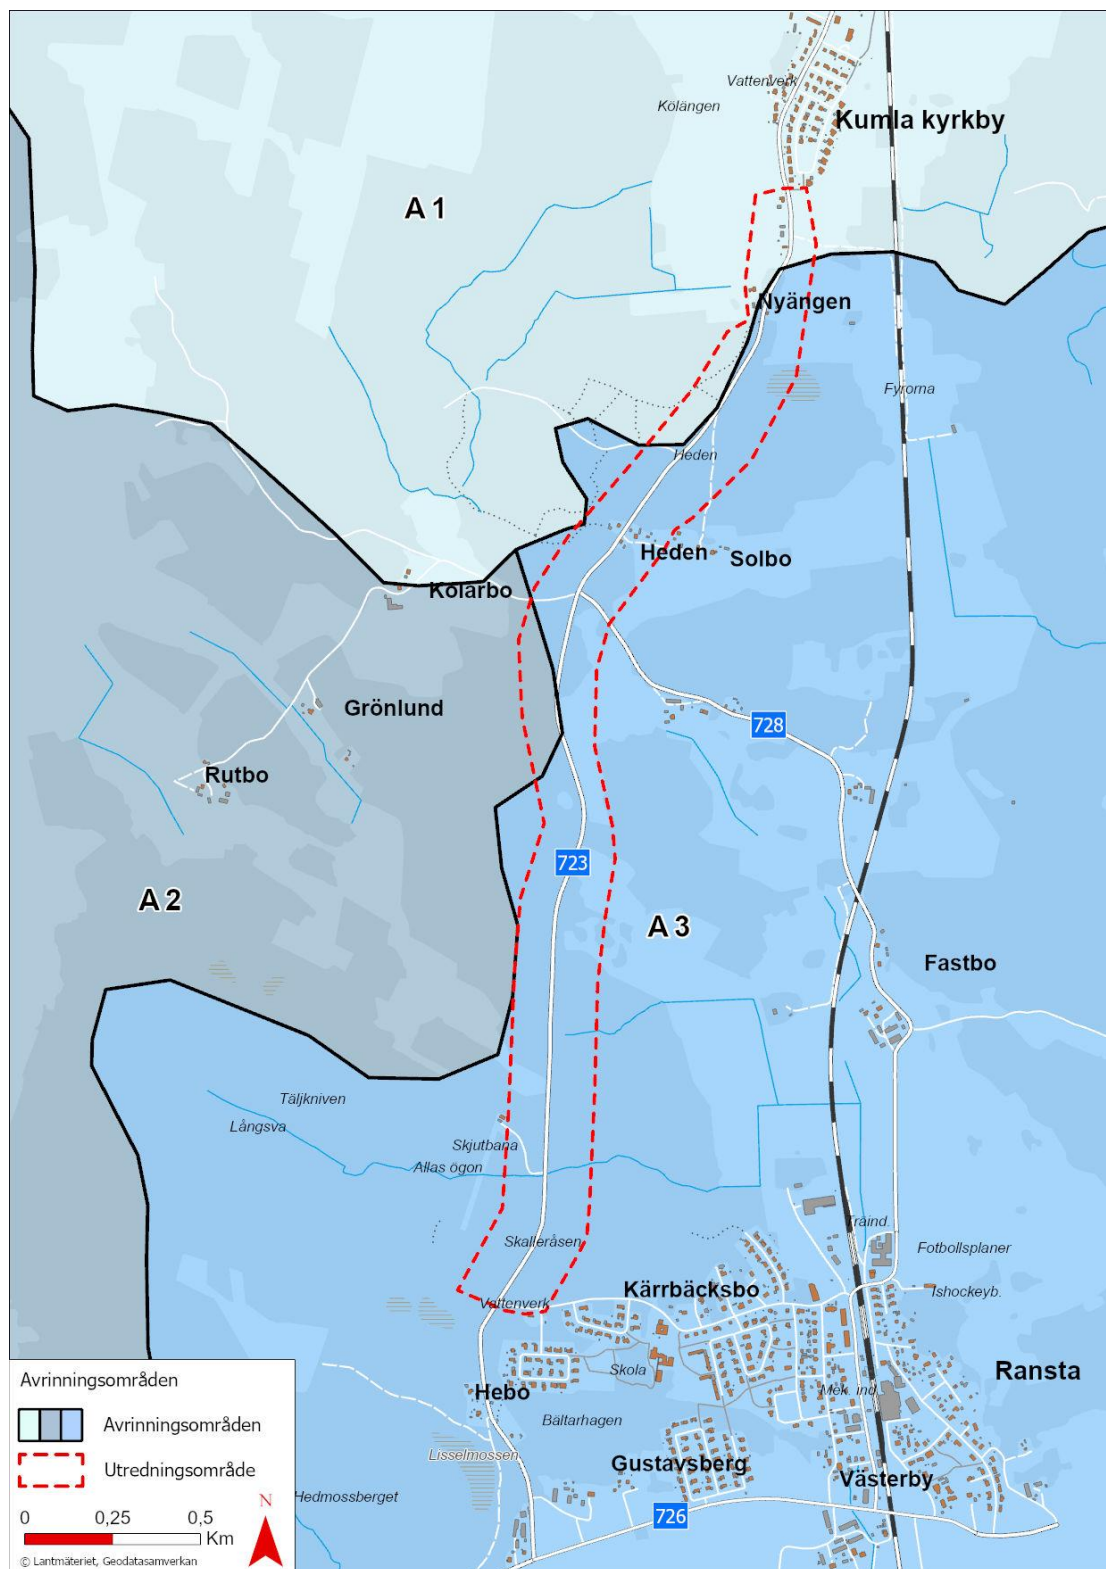 Vattenverk
Kölängen
Kumla kyrkby
A 1
Nyängen
Fyrorna
Heden
Heden
Solbo
Kolarbo
Grönlund
728
Rutbo
723
A 2
A 3
Fastbo
Täljkniven
Långsva
Skjutbana
Allas ögon
Träind.
Skalleråsen
Fotbollsplaner
Kärrbäcksbo
Ishockeyb.
Vattenverk
Skola
Ransta
Hebo
Mek. ind.
Bältarhagen
Lisselmossen
Gustavsberg
Västerby
Hedmossberget
726
Avrinningsområden
Avrinningsområden
Utredningsområde
N
0 0,25 0,5
Km
© Lantmäteriet, Geodatasamverkan